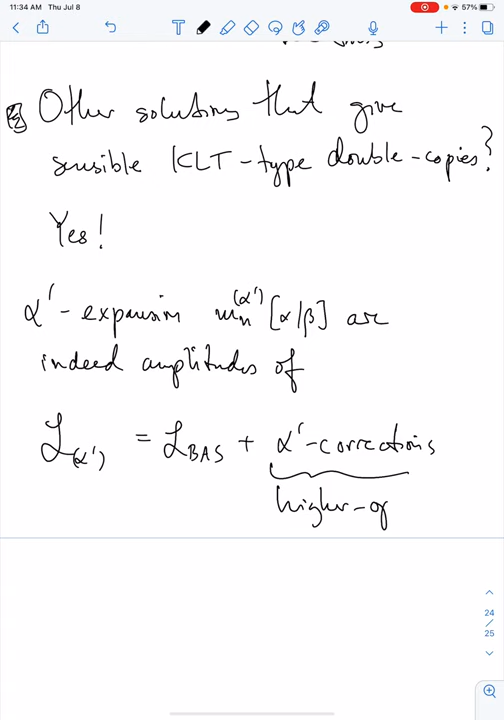 11:34 AM Thu Jul 8
57%
Other solutions that give
sensible KLT-type double-copies?
Yes!
α'-expansion m_n^(α') [α|β] are
indeed amplitudes of
ℒ_(α') = ℒ_BAS + α'-corrections
higher-op
24
/
25